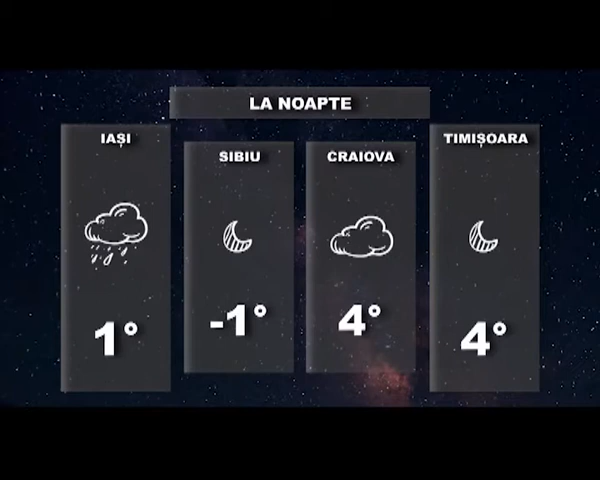 LA NOAPTE
IAȘI
SIBIU
CRAIOVA
TIMIȘOARA
1°
-1°
4°
4°